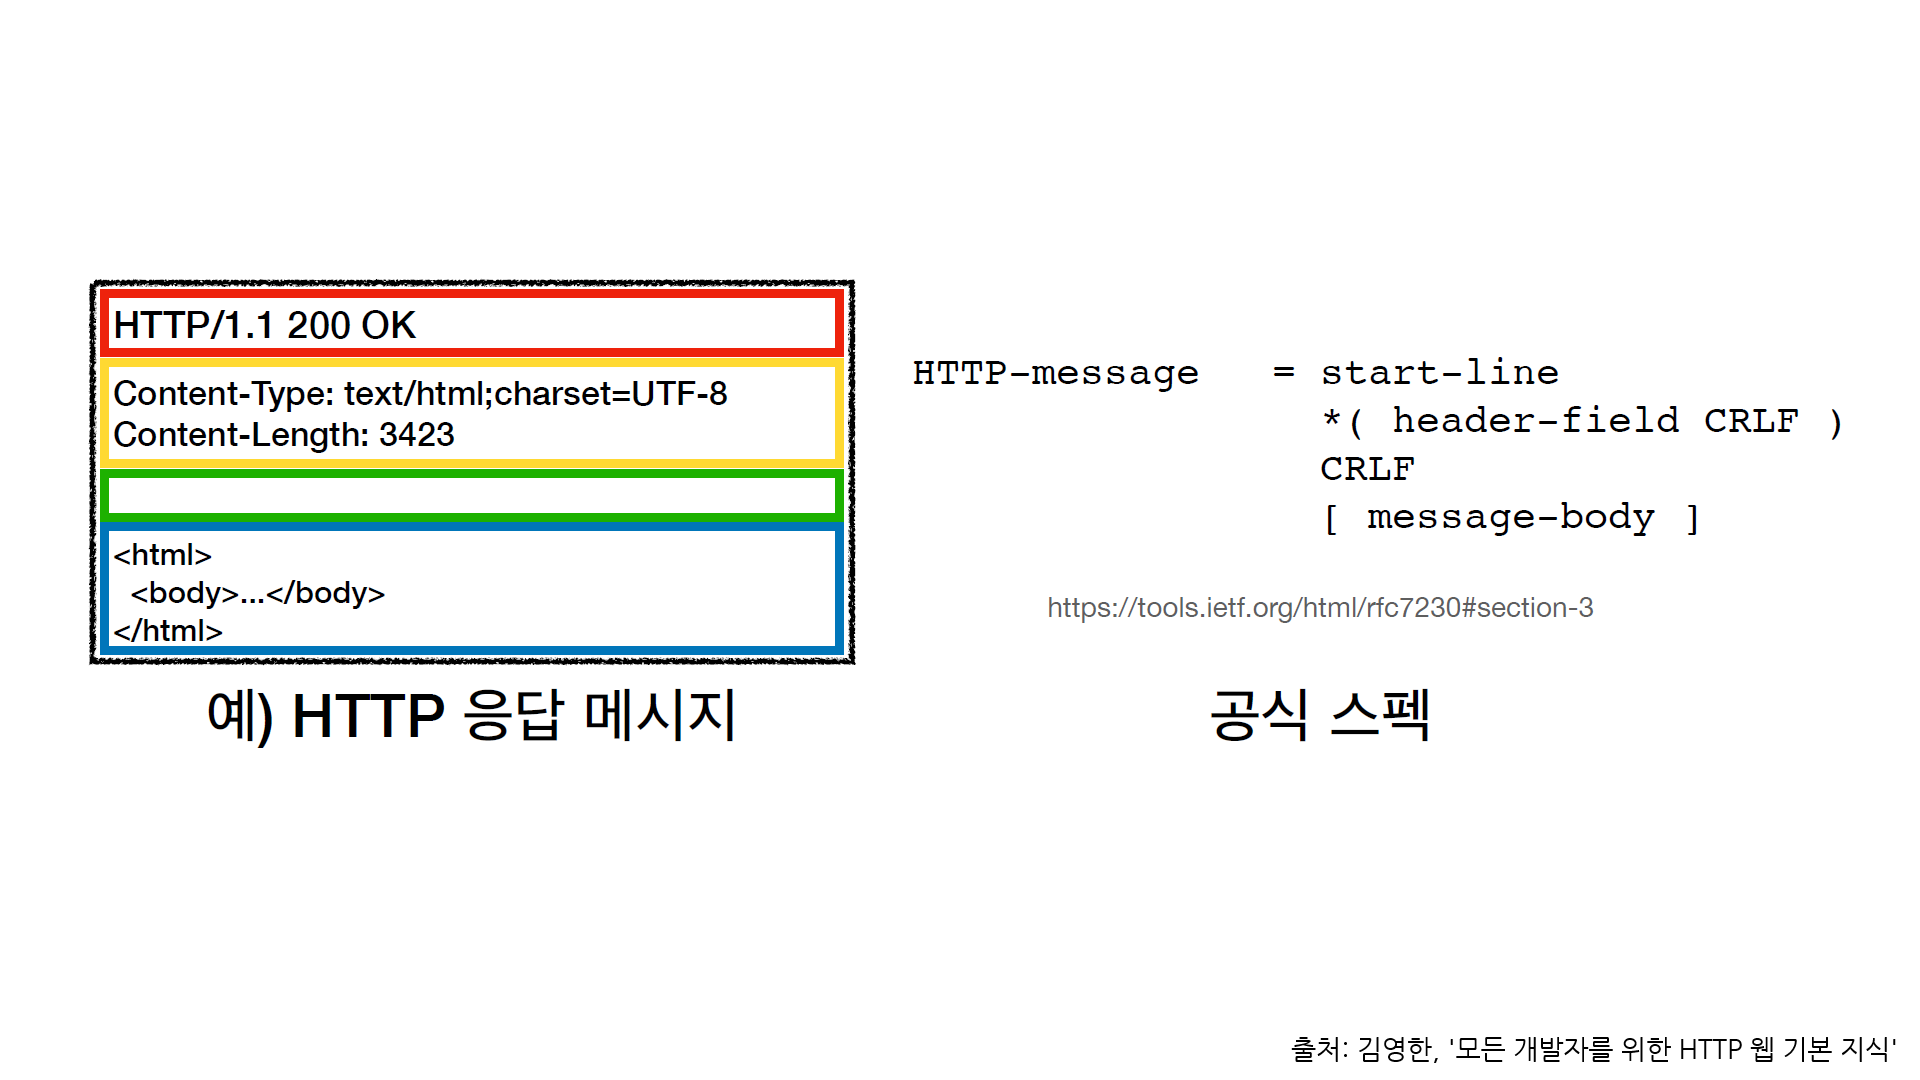 HTTP/1.1 200 OK
Content-Type: text/html;charset=UTF-8
Content-Length: 3423
<html>
<body>...</body>
</html>
예) HTTP 응답 메시지
HTTP-message = start-line
*( header-field CRLF )
CRLF
[ message-body ]
https://tools.ietf.org/html/rfc7230#section-3
공식 스펙
출처: 김영한, '모든 개발자를 위한 HTTP 웹 기본 지식'